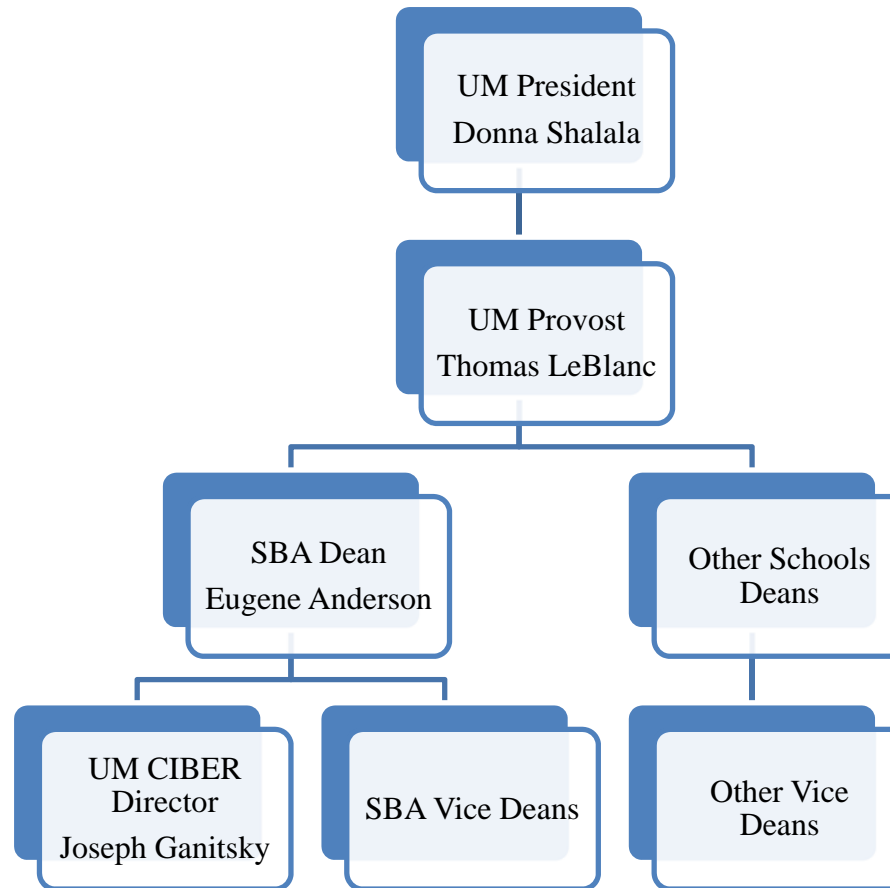 UM President
Donna Shalala
UM Provost
Thomas LeBlanc
SBA Dean
Eugene Anderson
Other Schools
Deans
UM CIBER
Director
Joseph Ganitsky
SBA Vice Deans
Other Vice
Deans